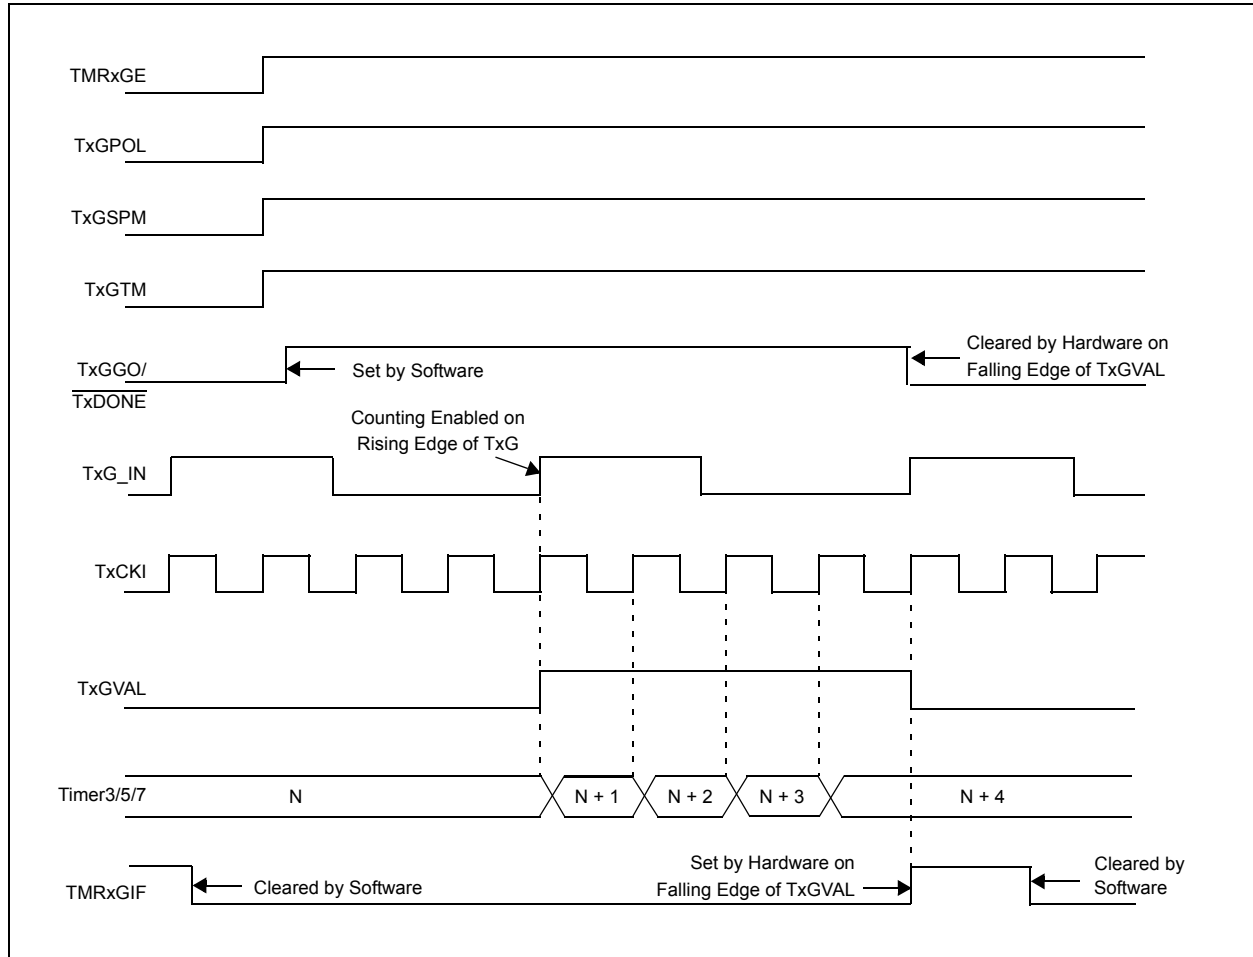 TMRxGE
TxGPOL
TxGSPM
TxGTM
TxGGO/
TxDONE
Set by Software
Cleared by Hardware on
Falling Edge of TxGVAL
Counting Enabled on
Rising Edge of TxG
TxG_IN
TxCKI
TxGVAL
Timer3/5/7
N
N + 1
N + 2
N + 3
N + 4
TMRxGIF
Cleared by Software
Set by Hardware on
Falling Edge of TxGVAL
Cleared by
Software